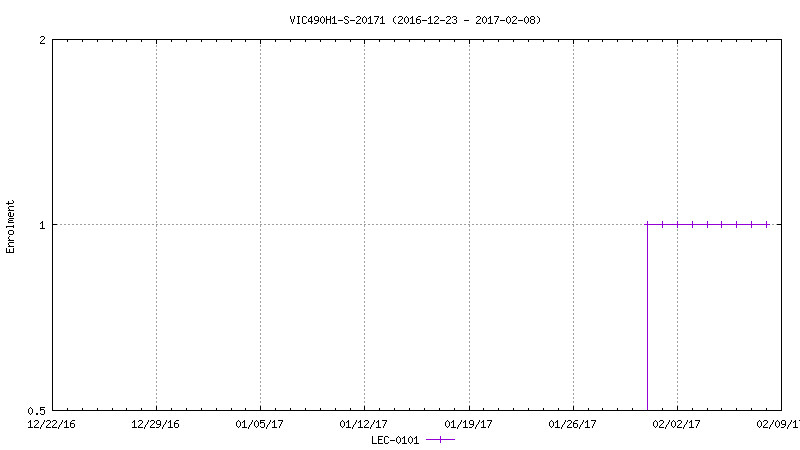 VIC490H1-S-20171 (2016-12-23 - 2017-02-08)
2
Enrolment
1
0.5
12/22/16 12/29/16 01/05/17 01/12/17 01/19/17 01/26/17 02/02/17 02/09/1
LEC-0101